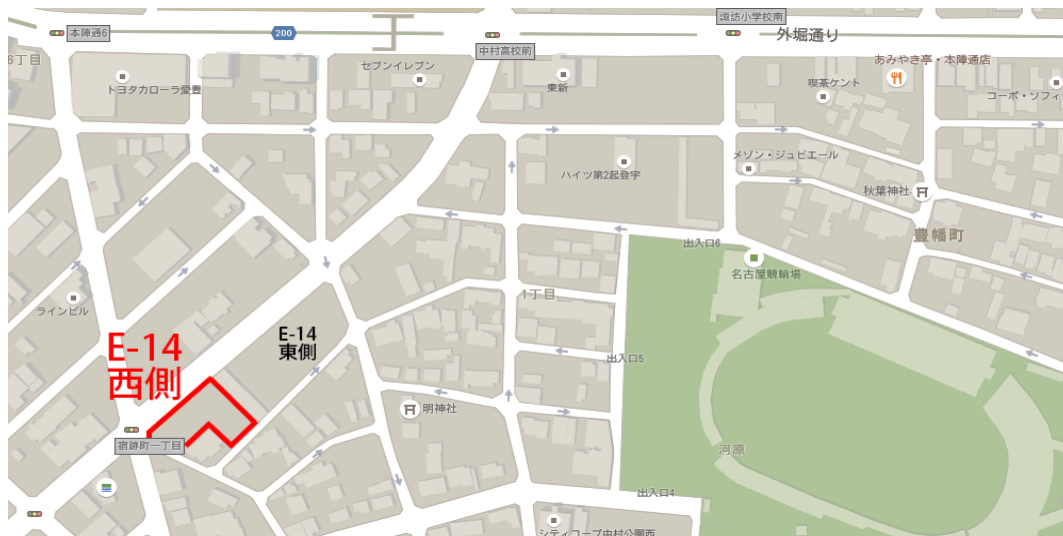 諏訪小学校南
本陣通6
200
外堀通り
中村高校前
6丁目
セブンイレブン
あみやき亭・本陣通店
トヨタカローラ愛豊
東新
喫茶ケント
コーポ・ソフィ
メゾン・ジュビエール
ハイツ第2起登宇
秋葉神社
豊幡町
出入口6
名古屋競輪場
1丁目
ラインビル
E-14
東側
E-14
西側
出入口5
明神社
宿跡町一丁目
河原
出入口4
シティコープ中村公園西